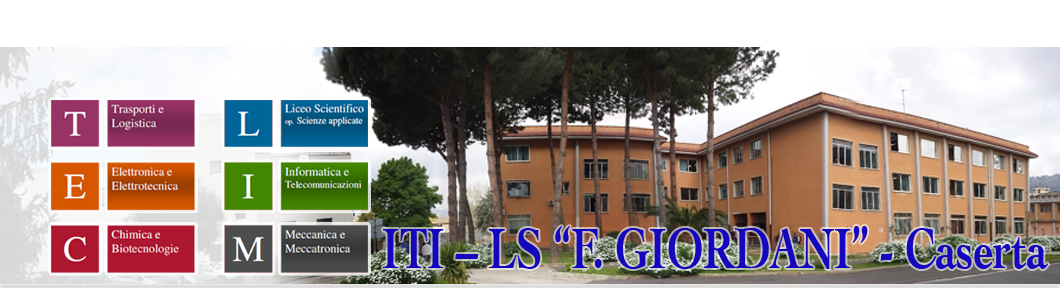 T
Trasporti e
Logistica
L
Liceo Scientifico
op. Scienze applicate
E
Elettronica e
Elettrotecnica
I
Informatica e
Telecomunicazioni
C
Chimica e
Biotecnologie
M
Meccanica e
Meccatronica
ITI – LS “F. GIORDANI” - Caserta